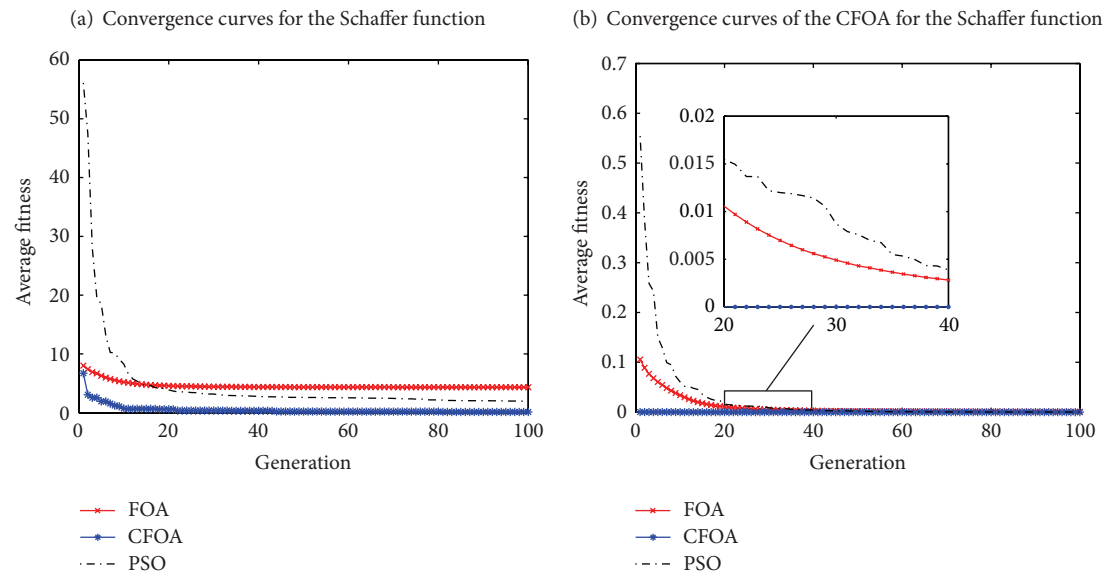 (a) Convergence curves for the Schaffer function
60
50
40
30
20
10
0
Average fitness
0
20
40
60
80
100
Generation
FOA
CFOA
PSO
(b) Convergence curves of the CFOA for the Schaffer function
0.7
0.6
0.5
0.4
0.3
0.2
0.1
0
Average fitness
0.02
0.015
0.01
0.005
0
20
30
40
0
20
40
60
80
100
Generation
FOA
CFOA
PSO